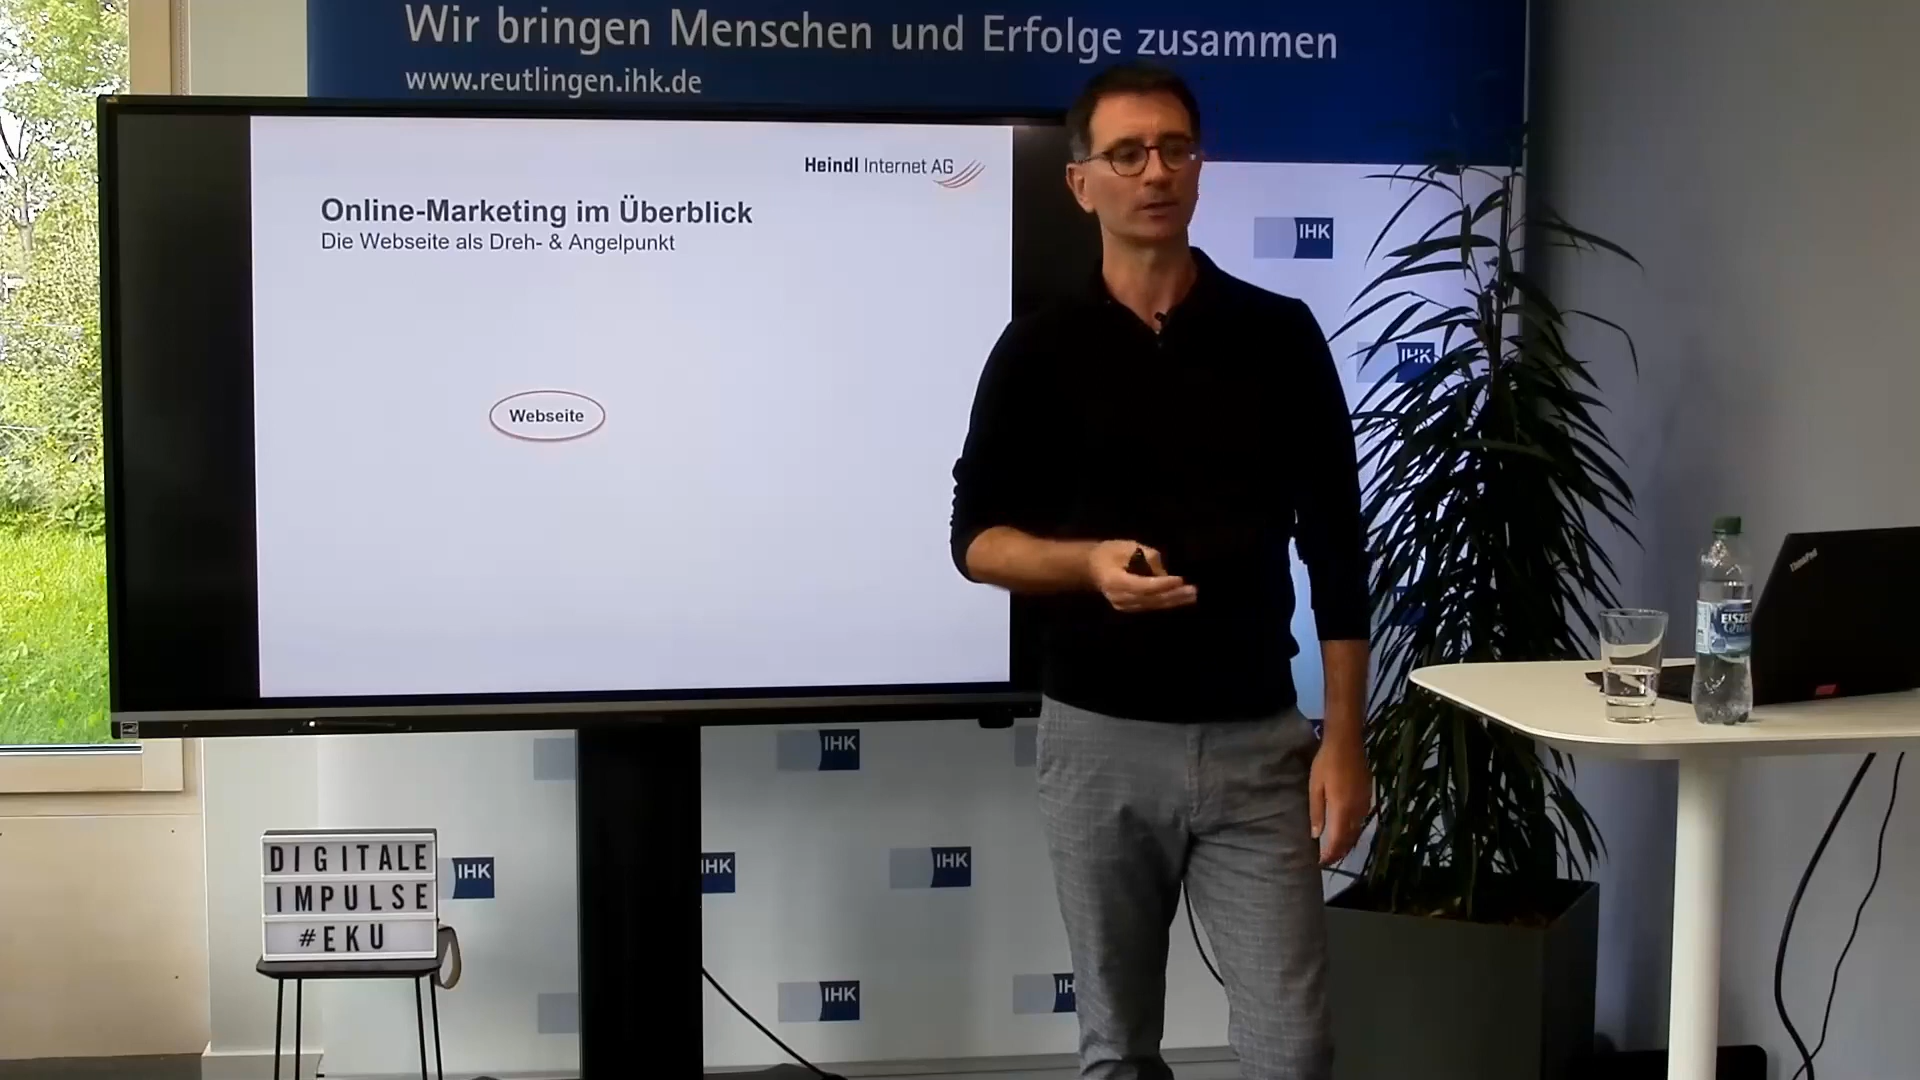 Wir bringen Menschen und Erfolge zusammen
www.reutlingen.ihk.de
Heindl Internet AG
Online-Marketing im Überblick
Die Webseite als Dreh- & Angelpunkt
Webseite
IHK
IHK
IHK
IHK
IHK
IHK
IHK
DIGITALE
IMPULSE
#EKU
ThinkPad